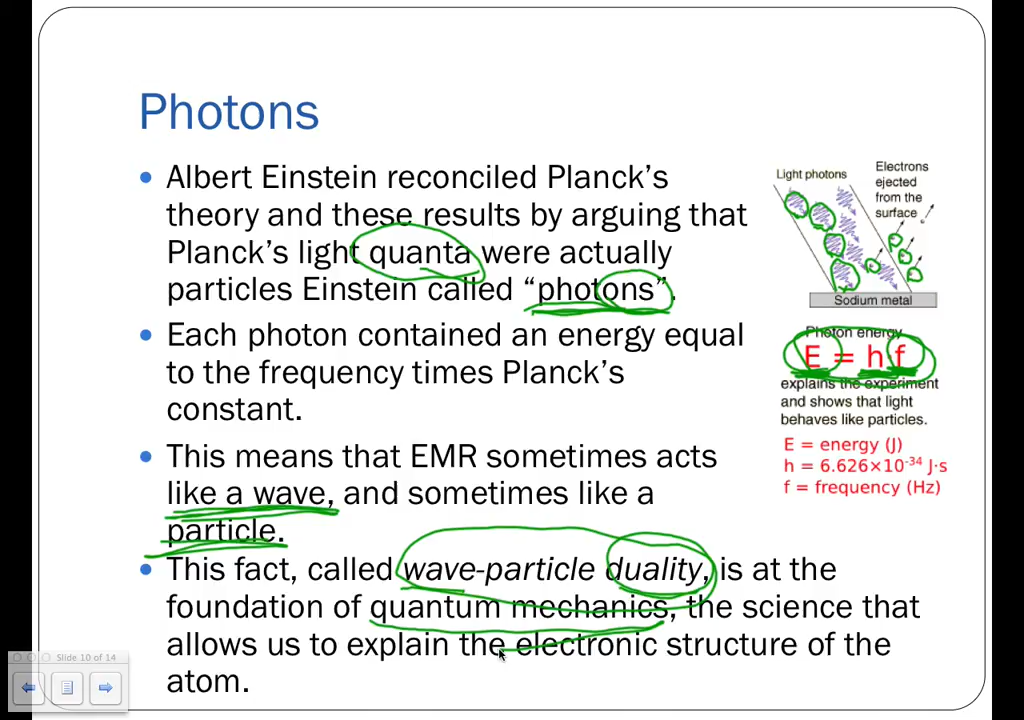 Photons
• Albert Einstein reconciled Planck's
theory and these results by arguing that
Planck's light quanta were actually
particles Einstein called “photons”.
• Each photon contained an energy equal
to the frequency times Planck's
constant.
• This means that EMR sometimes acts
like a wave, and sometimes like a
particle.
• This fact, called wave-particle duality, is at the
foundation of quantum mechanics, the science that
allows us to explain the electronic structure of the
atom.
Light photons
Electrons
ejected
from the
surface
Sodium metal
Photon energy
E = h f
explains the experiment
and shows that light
behaves like particles.
E = energy (J)
h = 6.626×10⁻³⁴ J·s
f = frequency (Hz)
Slide 10 of 14